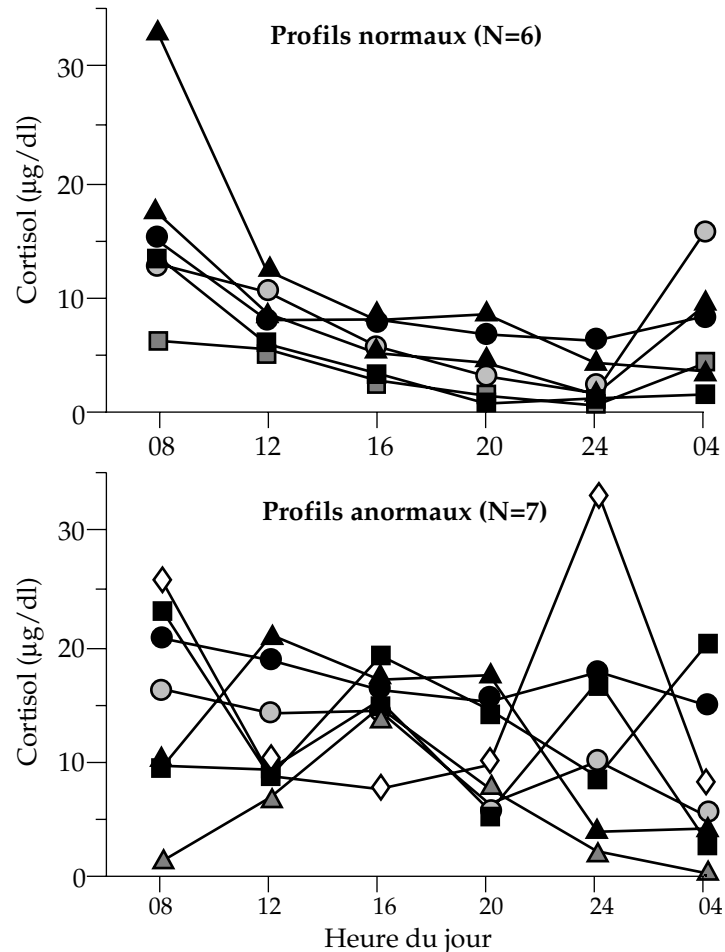 Profils normaux (N=6)
Cortisol (µg/dl)
30
20
10
0
08 12 16 20 24 04
Profils anormaux (N=7)
Cortisol (µg/dl)
30
20
10
0
08 12 16 20 24 04
Heure du jour